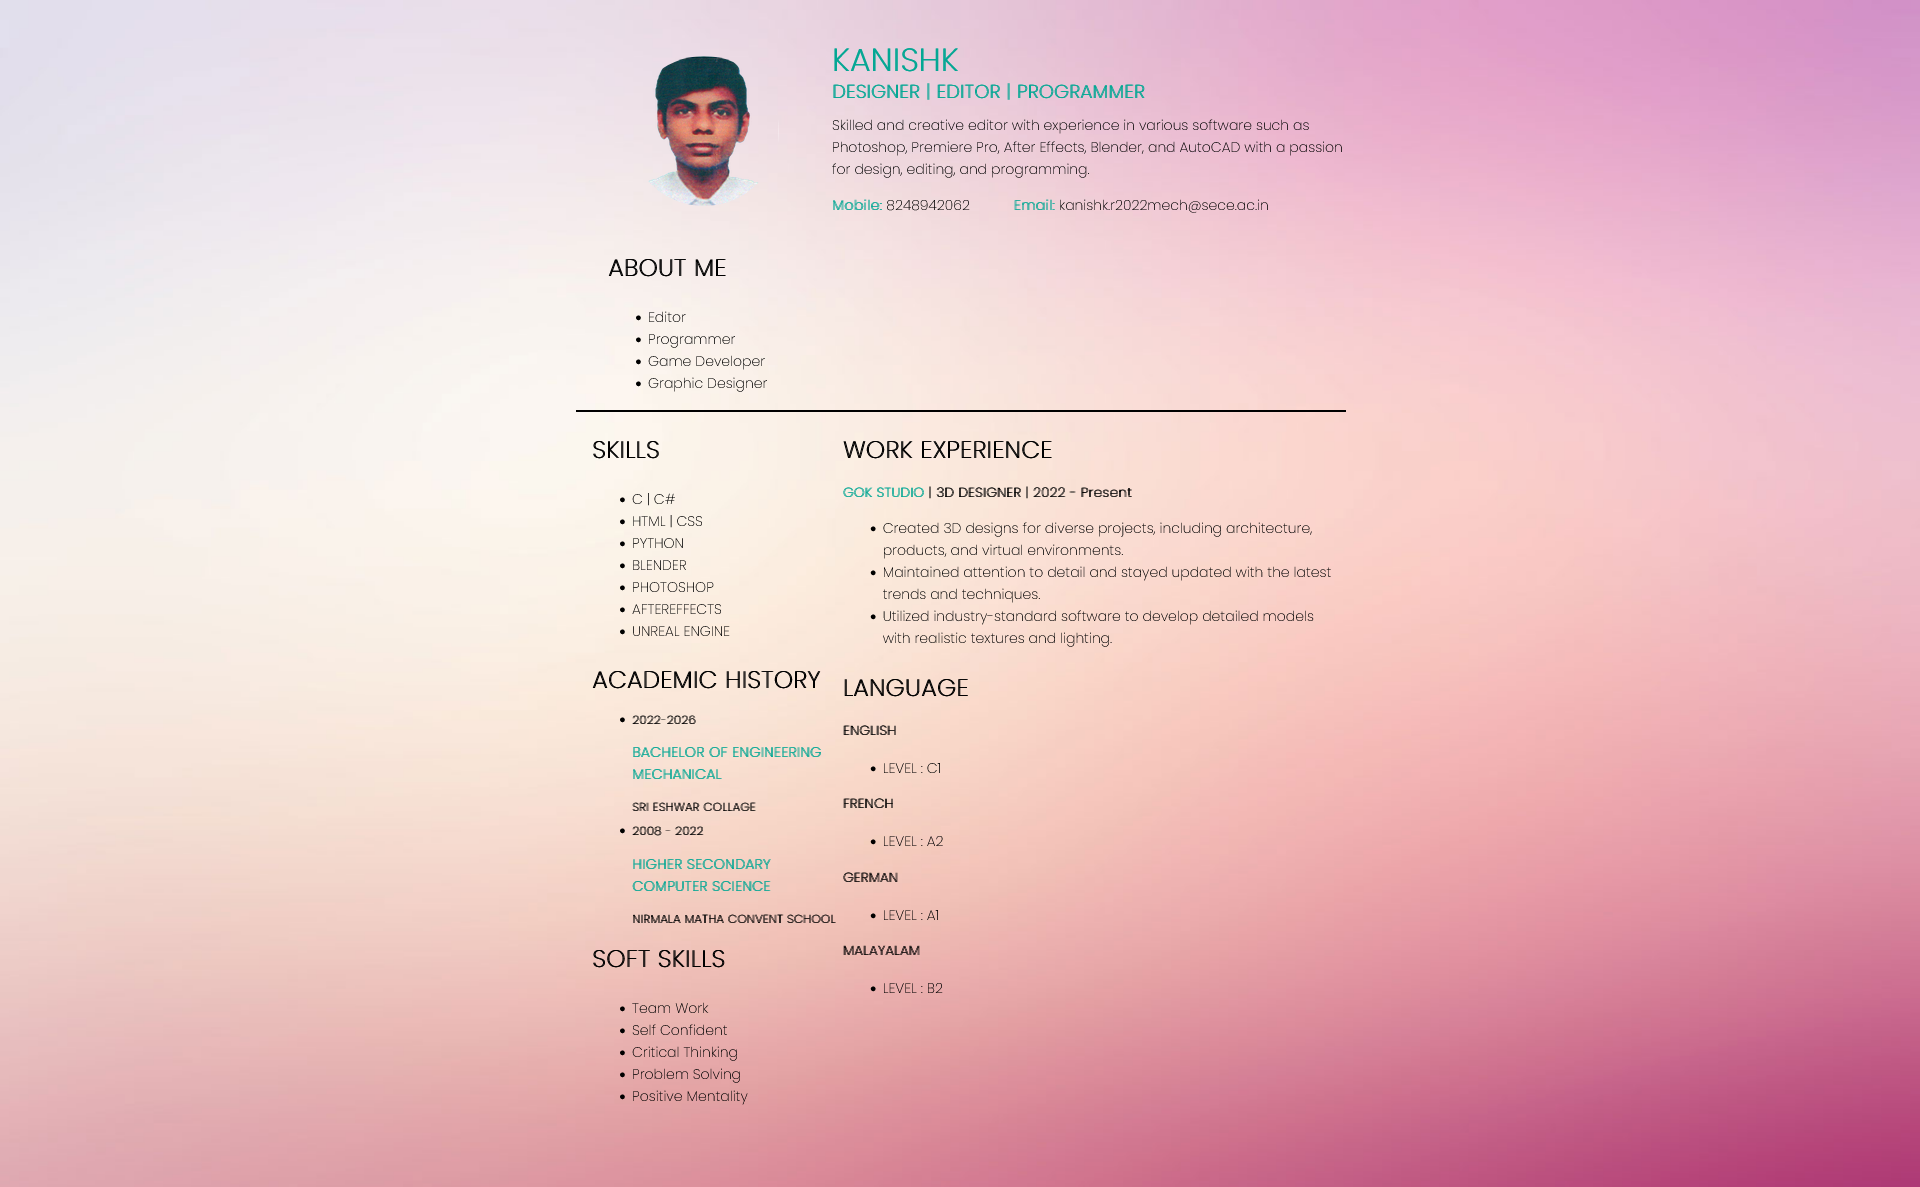 KANISHK
DESIGNER | EDITOR | PROGRAMMER
Skilled and creative editor with experience in various software such as
Photoshop, Premiere Pro, After Effects, Blender, and AutoCAD with a passion
for design, editing, and programming.
Mobile: 8248942062 Email: kanishk.r2022mech@sece.ac.in
ABOUT ME
• Editor
• Programmer
• Game Developer
• Graphic Designer
SKILLS
• C | C#
• HTML | CSS
• PYTHON
• BLENDER
• PHOTOSHOP
• AFTEREFFECTS
• UNREAL ENGINE
ACADEMIC HISTORY
• 2022-2026
BACHELOR OF ENGINEERING
MECHANICAL
SRI ESHWAR COLLAGE
• 2008 - 2022
HIGHER SECONDARY
COMPUTER SCIENCE
NIRMALA MATHA CONVENT SCHOOL
SOFT SKILLS
• Team Work
• Self Confident
• Critical Thinking
• Problem Solving
• Positive Mentality
WORK EXPERIENCE
GOK STUDIO | 3D DESIGNER | 2022 - Present
• Created 3D designs for diverse projects, including architecture,
products, and virtual environments.
• Maintained attention to detail and stayed updated with the latest
trends and techniques.
• Utilized industry-standard software to develop detailed models
with realistic textures and lighting.
LANGUAGE
ENGLISH
• LEVEL : C1
FRENCH
• LEVEL : A2
GERMAN
• LEVEL : A1
MALAYALAM
• LEVEL : B2